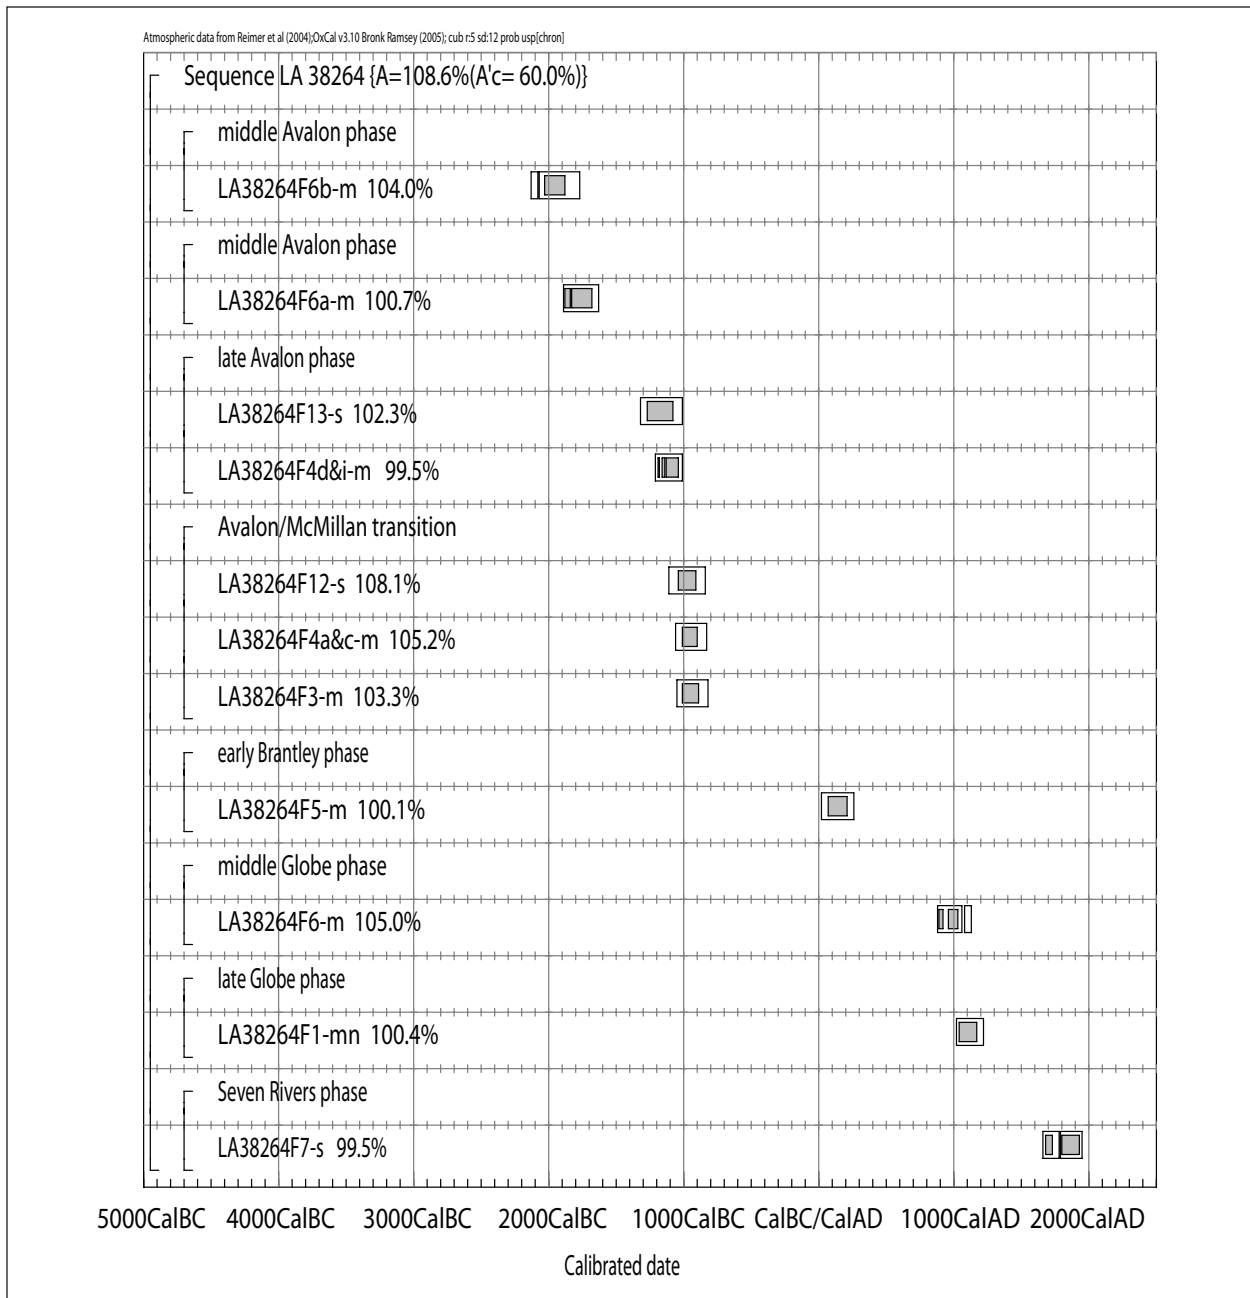 Atmospheric data from Reimer et al (2004);OxCal v3.10 Bronk Ramsey (2005); cub r:5 sd:12 prob usp[chron]
Sequence LA 38264 {A=108.6%(A'c= 60.0%)}
middle Avalon phase
LA38264F6b-m 104.0%
middle Avalon phase
LA38264F6a-m 100.7%
late Avalon phase
LA38264F13-s 102.3%
LA38264F4d&i-m 99.5%
Avalon/McMillan transition
LA38264F12-s 108.1%
LA38264F4a&c-m 105.2%
LA38264F3-m 103.3%
early Brantley phase
LA38264F5-m 100.1%
middle Globe phase
LA38264F6-m 105.0%
late Globe phase
LA38264F1-mn 100.4%
Seven Rivers phase
LA38264F7-s 99.5%
5000CalBC 4000CalBC 3000CalBC 2000CalBC 1000CalBC CalBC/CalAD 1000CalAD 2000CalAD
Calibrated date